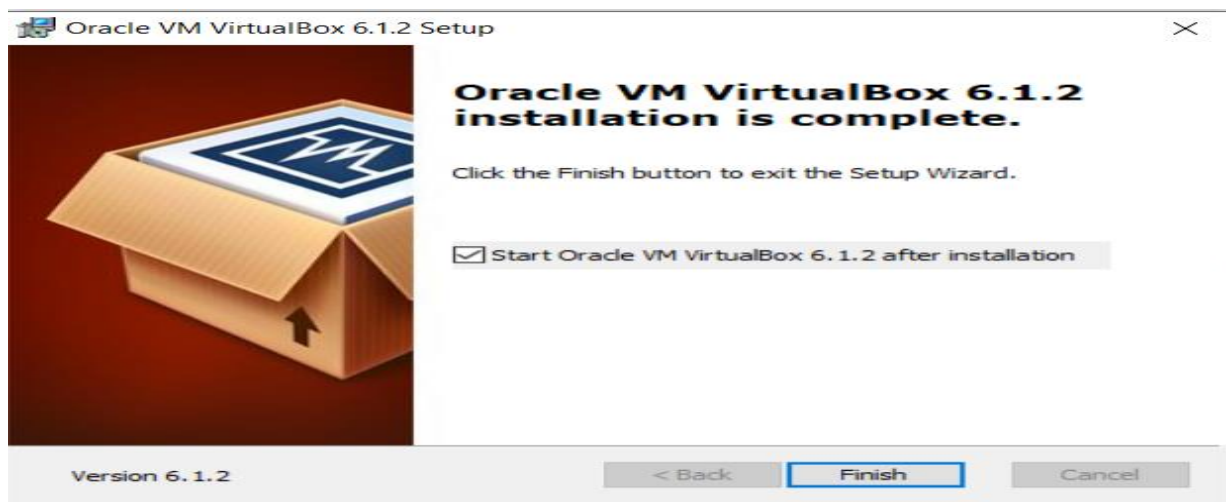 Oracle VM VirtualBox 6.1.2 Setup
Oracle VM VirtualBox 6.1.2
installation is complete.
Click the Finish button to exit the Setup Wizard.
Start Oracle VM VirtualBox 6.1.2 after installation
Version 6.1.2
< Back
Finish
Cancel